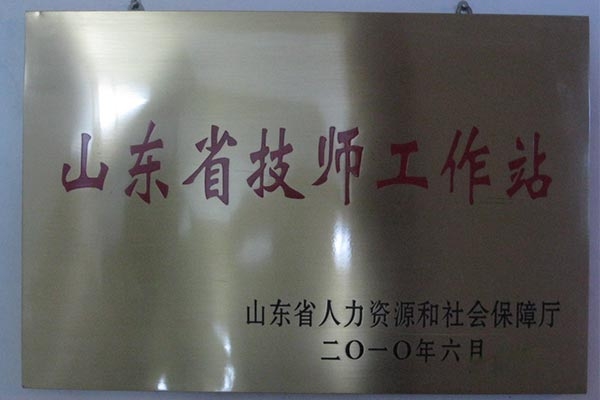 山东省技师工作站
山东省人力资源和社会保障厅
二〇一〇年六月